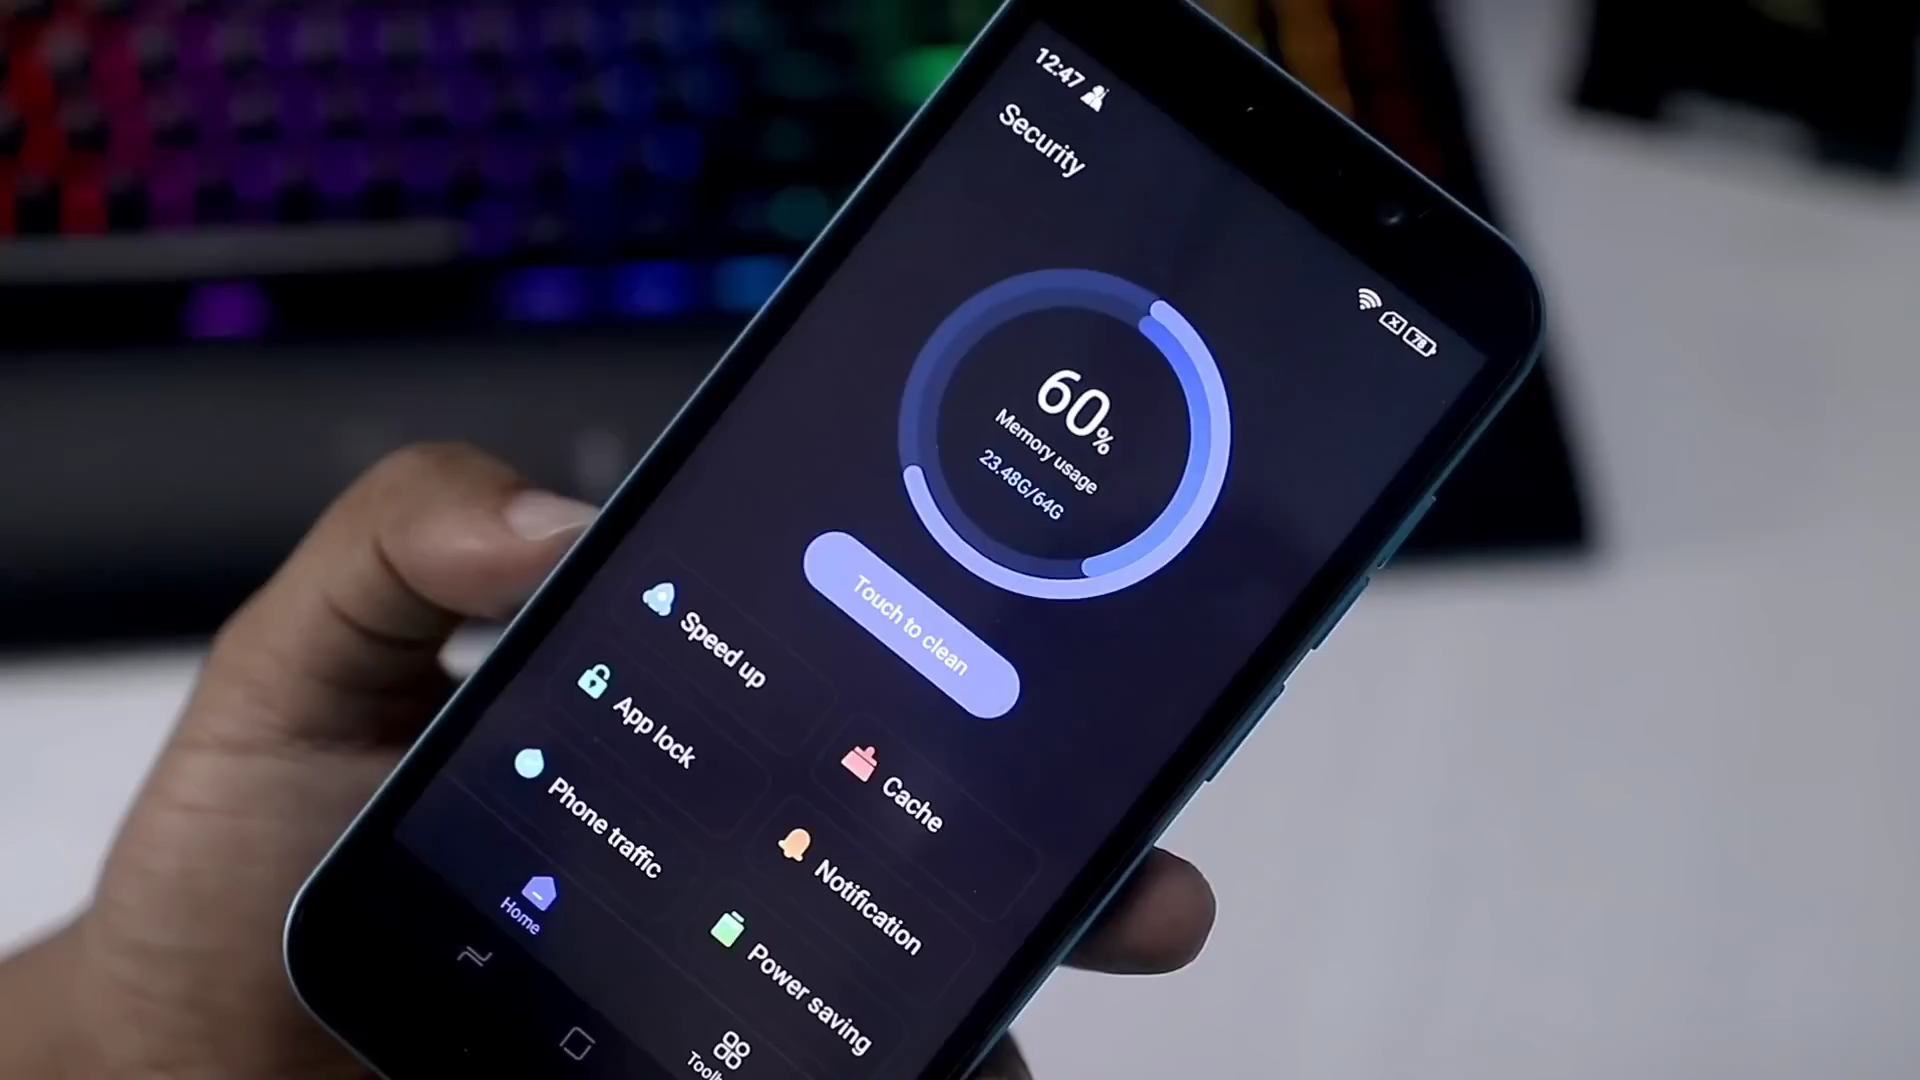 12:47
78
Security
60%
Memory usage
23.48G/64G
Touch to clean
Speed up
Cache
App lock
Notification
Phone traffic
Power saving
Home